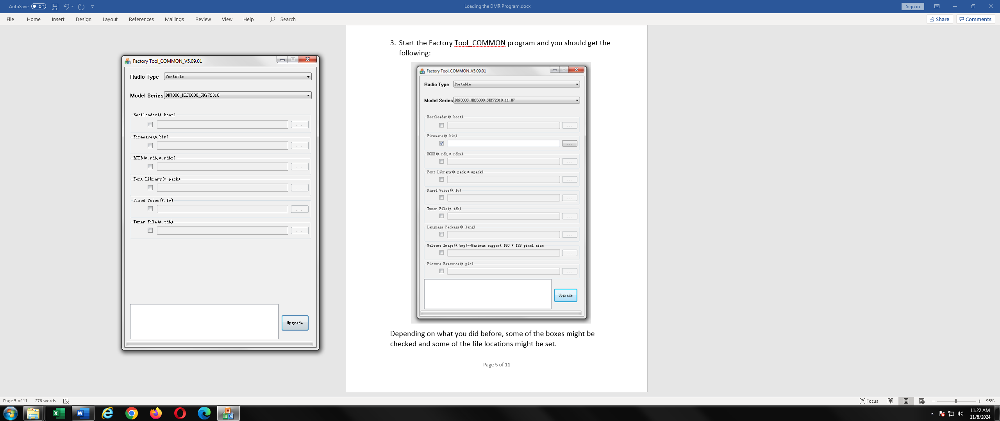 AutoSave Off
Loading the DMR Program.docx
Sign in
File Home Insert Design Layout References Mailings Review View Help Search
Share Comments
Factory Tool_COMMON_V5.09.01
Radio Type Portable
Model Series DR7000_HRC6000_SKY72310
Bootloader(*.boot)
...
Firmware(*.bin)
...
RCDB(*.rdb,*.rdbx)
...
Font Library(*.pack)
...
Fixed Voice(*.fv)
...
Tuner File(*.tdb)
...
Upgrade
3. Start the Factory Tool_COMMON program and you should get the
following:
Factory Tool_COMMON_V5.09.01
Radio Type Portable
Model Series DR7800S_HRC6000_SKY72310_11_H7
Bootloader(*.boot)
...
Firmware(*.bin)
...
RCDB(*.rdb,*.rdbx)
...
Font Library(*.pack,*.mpack)
...
Fixed Voice(*.fv)
...
Tuner File(*.tdb)
...
Language Package(*.lang)
...
Welcome Image(*.bmp)--Maximum support 160 * 128 pixel size
...
Picture Resource(*.pic)
...
Upgrade
Depending on what you did before, some of the boxes might be
checked and some of the file locations might be set.
Page 5 of 11
Page 5 of 11 276 words
Focus 95%
11:22 AM
11/8/2024